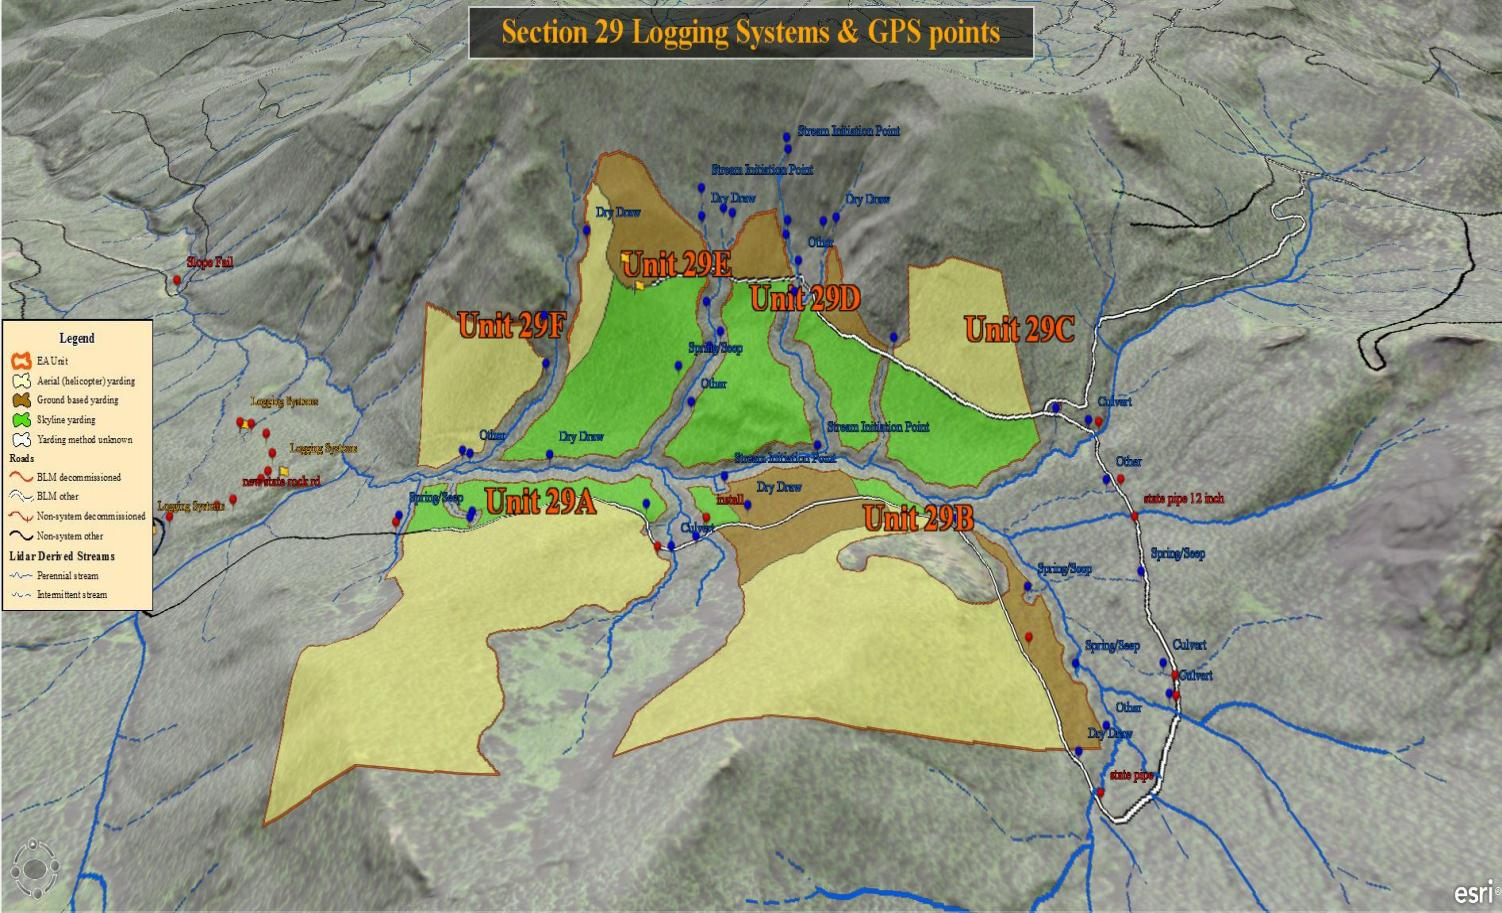 Section 29 Logging Systems & GPS points
Stream Initiation Point
Stream Initiation Point
Dry Draw
Dry Draw
Dry Draw
Other
Slope Fail
Unit 29E
Unit 29D
Unit 29F
Unit 29C
Spring/Seep
Other
Legend
EA Unit
Aerial (helicopter) yarding
Ground based yarding
Skyline yarding
Yarding method unknown
Roads
BLM decommissioned
BLM other
Non-system decommissioned
Non-system other
Lidar Derived Streams
Perennial stream
Intermittent stream
Logging Systems
Culvert
Stream Initiation Point
Other
Dry Draw
Logging Systems
Stream Initiation Point
Other
new state rock rd
Dry Draw
Spring/Seep
Unit 29A
install
state pipe 12 inch
Logging Systems
Unit 29B
Culvert
Spring/Seep
Spring/Seep
Spring/Seep
Culvert
Culvert
Other
Dry Draw
state pipe
esri